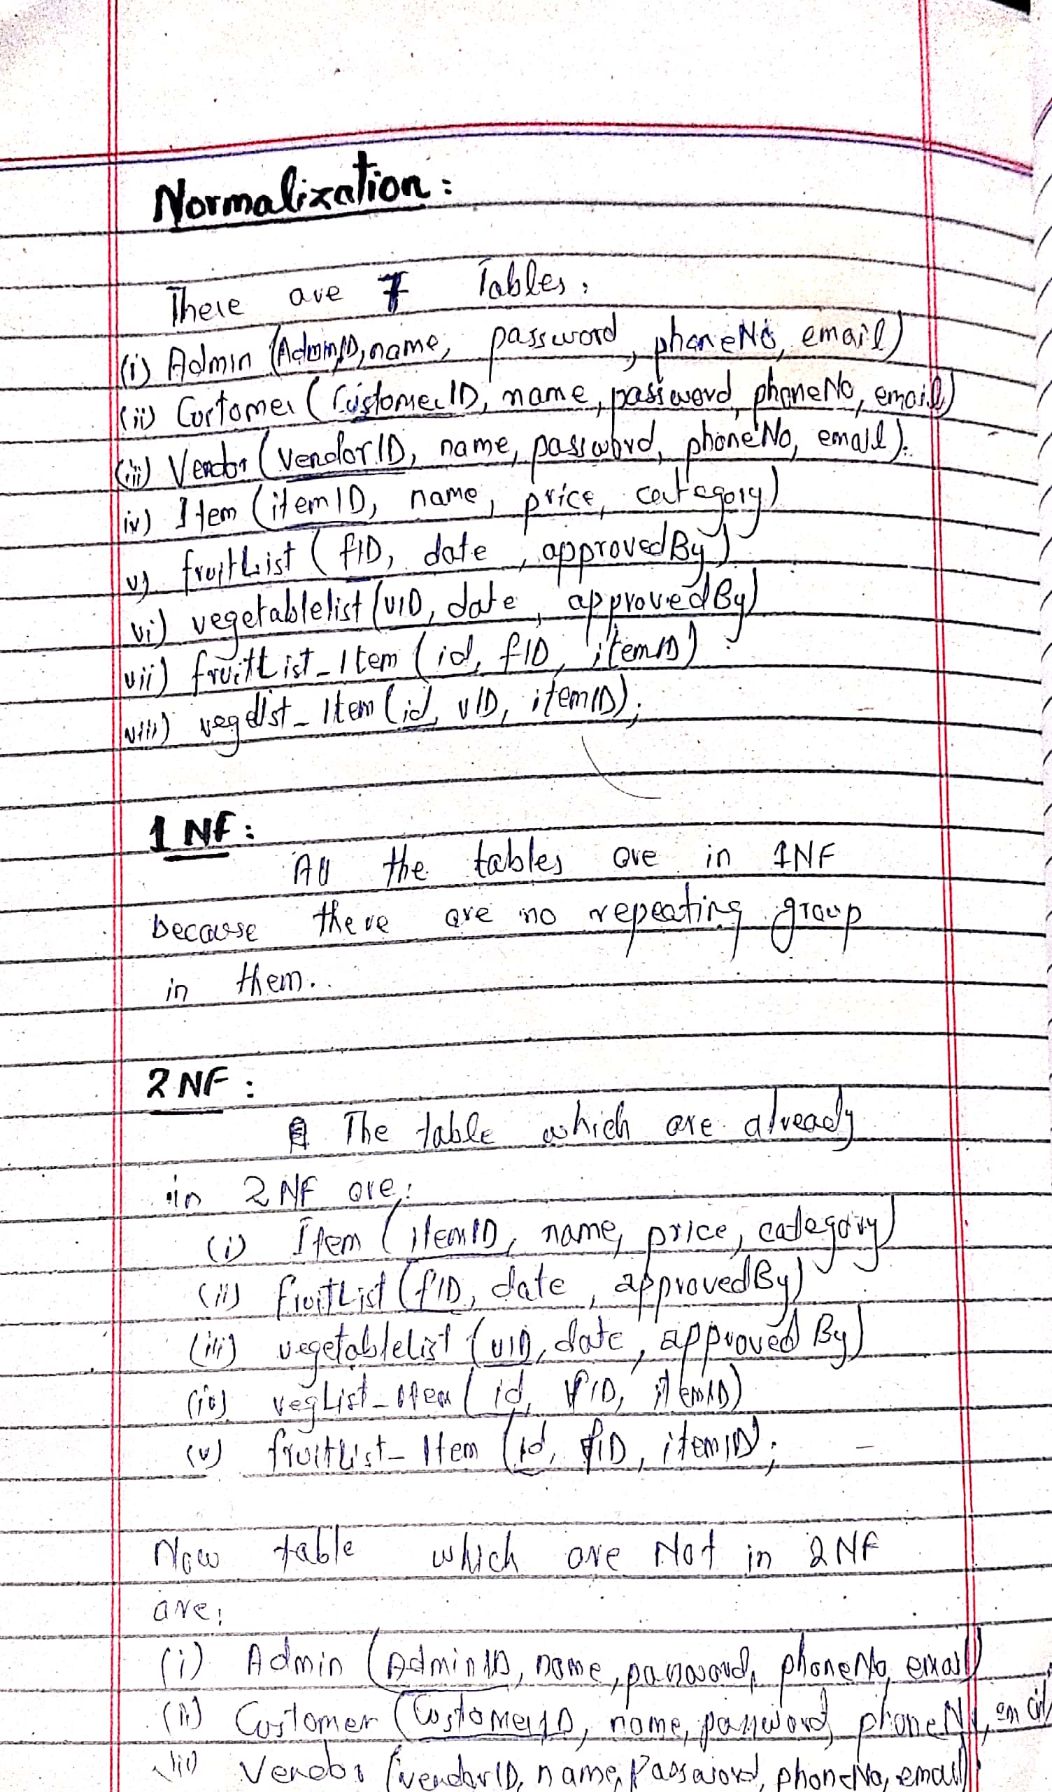 Normalization :
There are 7 Tables:
(i) Admin (AdminID, name, password, phoneNo, email)
(ii) Custome1 (CustomerID, name, password, phoneNo, email)
(iii) Vendor (vendorID, name, password, phoneNo, email).
iv) Item (itemID, name, price, category)
v) fruitList (fID, date, approvedBy)
vi) vegetablelist (vID, date, approvedBy)
vii) fruitList_Item (id, fID, itemID)
viii) veglist_Item (id, vID, itemID);
1 NF :
All the tables are in 1NF
because there are no repeating group
in them..
2 NF :
The table which are already
in 2 NF are:
(i) Item (itemID, name, price, category)
(ii) fruitList (fID, date, approvedBy)
(iii) vegetablelist (vID, date, approved By)
(iv) vegList_Item (id, VID, itemID)
(v) fruitList_Item (id, fID, itemID);
Now table which are Not in 2 NF
are;
(i) Admin (AdminID, name, password, phoneNo, email)
(ii) Customer (CustomerID, name, password, phoneNo, email
(iii) Vendor (vendorID, name, Password, phoneNo, email)